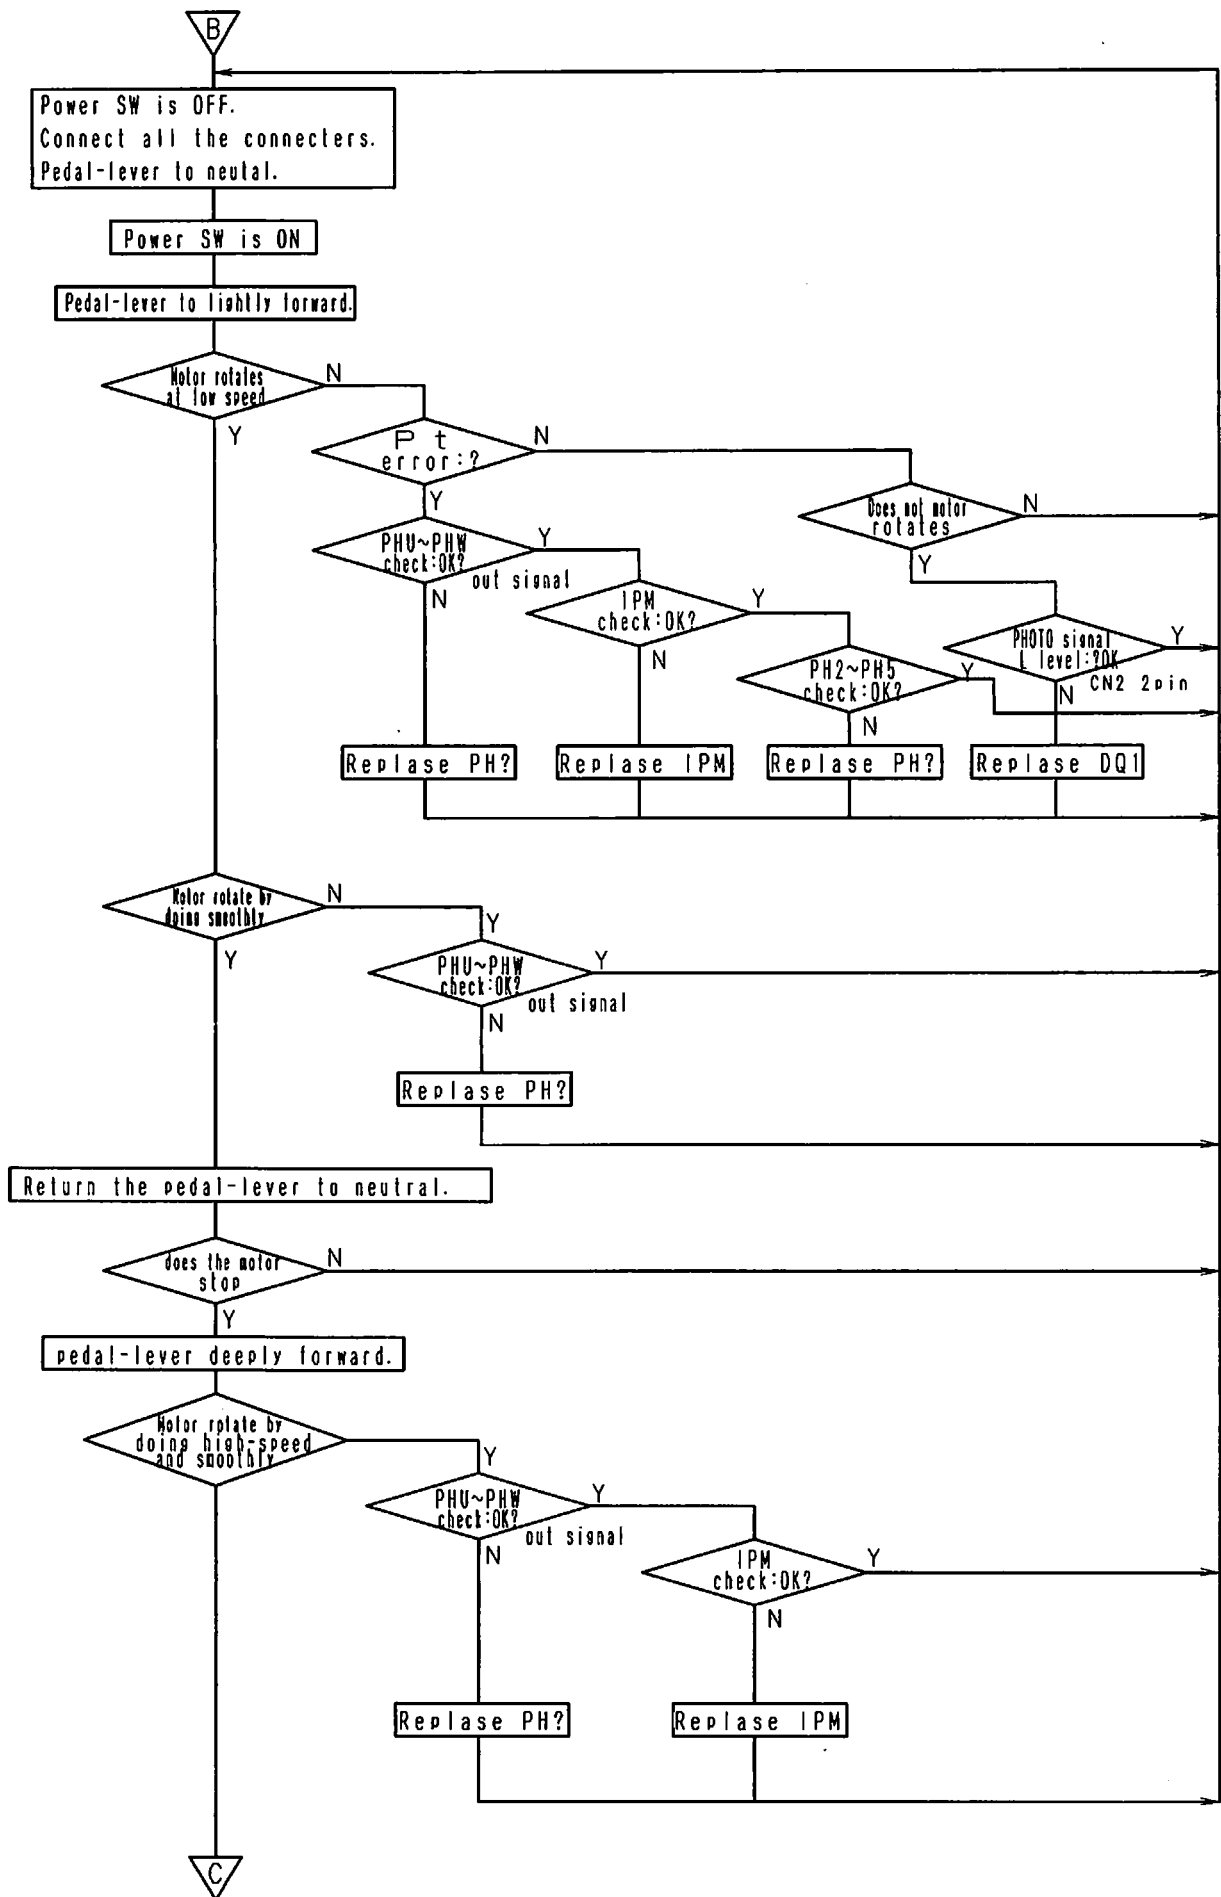 B
Power SW is OFF.
Connect all the connecters.
Pedal-lever to neutal.
Power SW is ON
Pedal-lever to lightly forward.
Motor rotates
at low speed
N
Y
Pt
error:?
N
Y
Does not motor
rotates
N
Y
PHU~PHW
check:OK?
Y
out signal
N
IPM
check:OK?
Y
N
PHOTO signal
L level:?OK
Y
CN2 2pin
N
PH2~PH5
check:OK?
Y
N
Replase PH?
Replase IPM
Replase PH?
Replase DQ1
Motor rotate by
doing smoothly
N
Y
Y
PHU~PHW
check:OK?
Y
out signal
N
Replase PH?
Return the pedal-lever to neutral.
does the motor
stop
N
Y
pedal-lever deeply forward.
Motor rotate by
doing high-speed
and smoothly
Y
PHU~PHW
check:OK?
Y
out signal
N
IPM
check:OK?
Y
N
Replase PH?
Replase IPM
C